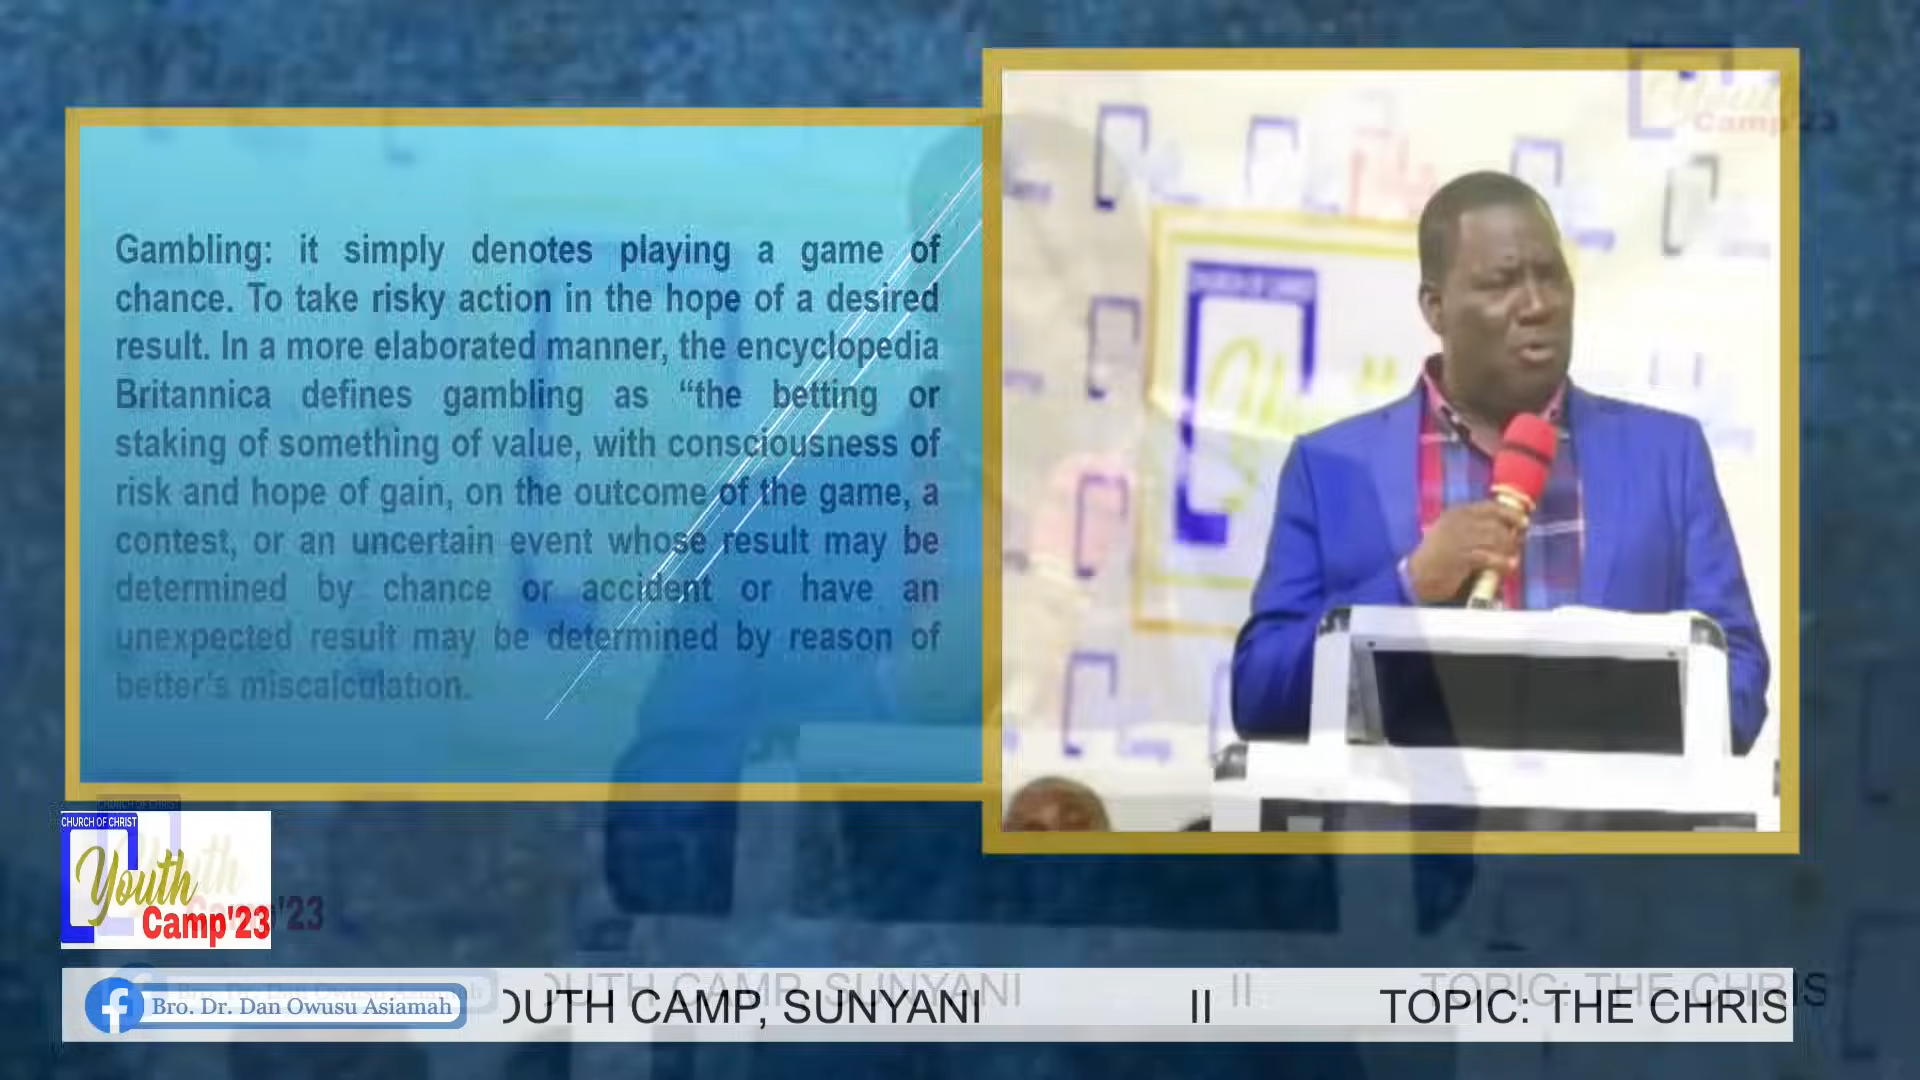 Gambling: it simply denotes playing a game of
chance. To take risky action in the hope of a desired
result. In a more elaborated manner, the encyclopedia
Britannica defines gambling as “the betting or
staking of something of value, with consciousness of
risk and hope of gain, on the outcome of the game, a
contest, or an uncertain event whose result may be
determined by chance or accident or have an
unexpected result may be determined by reason of
better's miscalculation.
CHURCH OF CHRIST
CHURCH OF CHRIST
Youth
Camp'23
Bro. Dr. Dan Owusu Asiamah
OUTH CAMP, SUNYANI II TOPIC: THE CHRIS